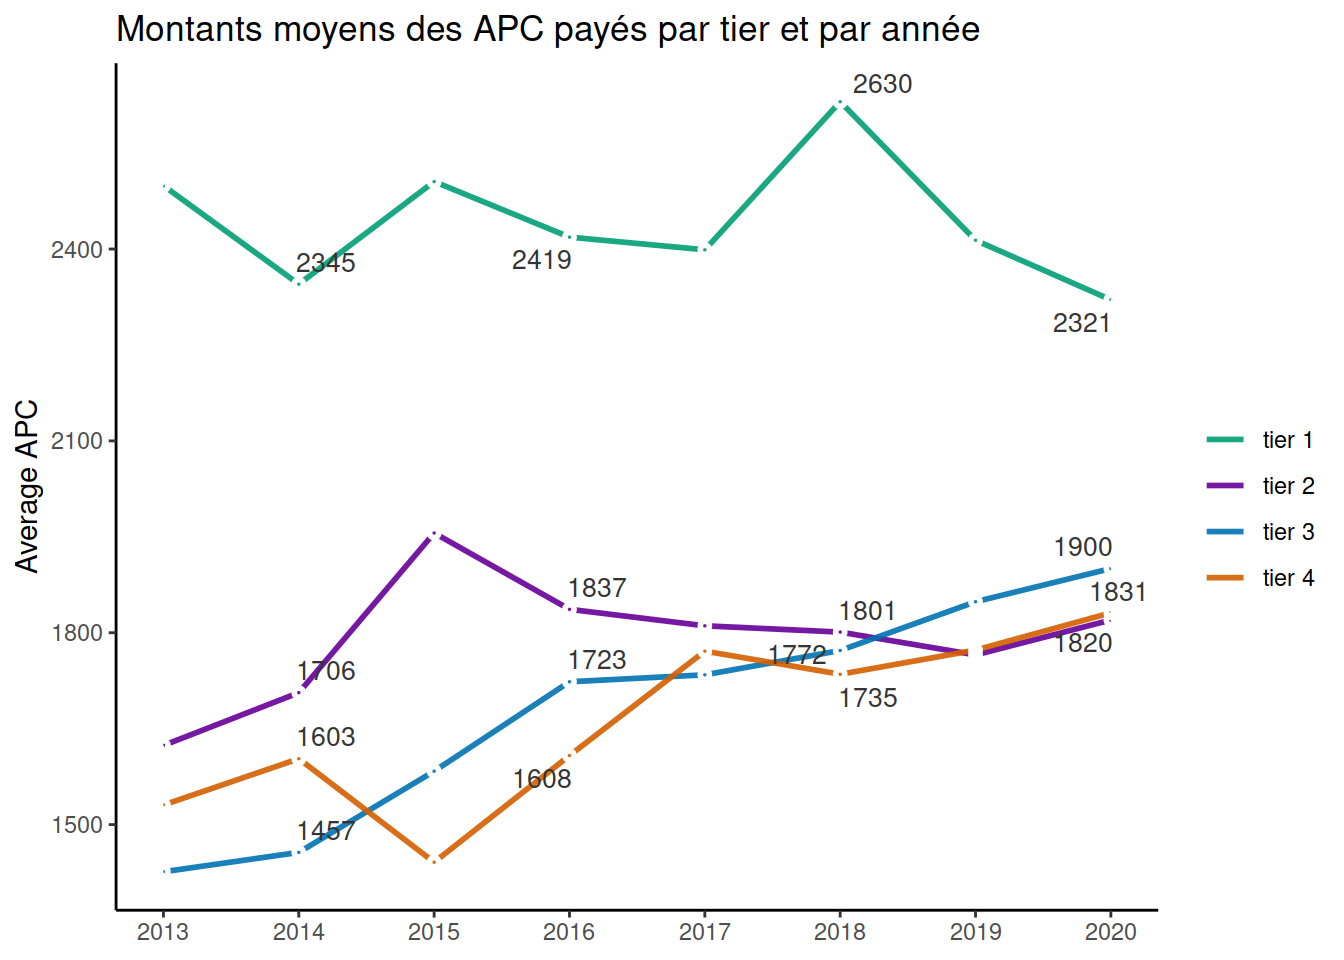 Montants moyens des APC payés par tier et par année
Average APC
2400
2100
1800
1500
2630
2345
2419
2321
1837
1801
1900
1831
1820
1706
1723
1772
1735
1603
1608
1457
2013 2014 2015 2016 2017 2018 2019 2020
tier 1
tier 2
tier 3
tier 4